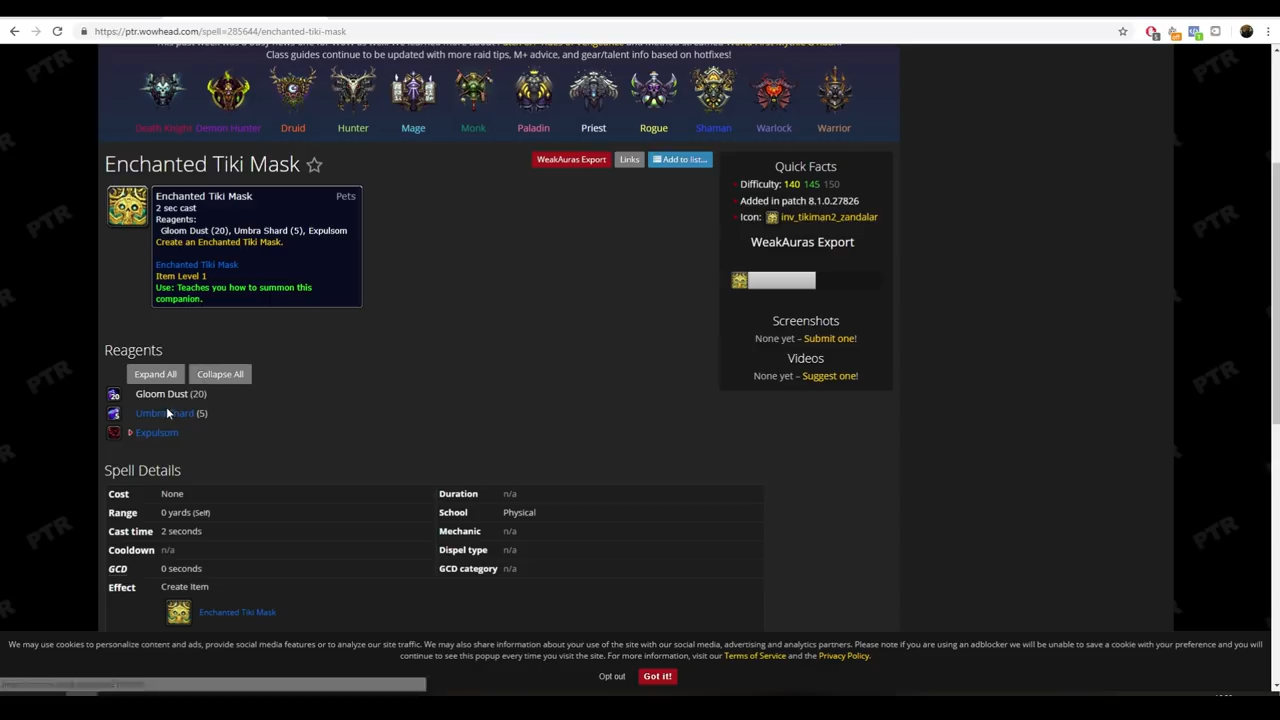 https://ptr.wowhead.com/spell=285644/enchanted-tiki-mask
Class guides continue to be updated with more raid tips, M+ advice, and gear/talent info based on hotfixes!
Death Knight Demon Hunter Druid Hunter Mage Monk Paladin Priest Rogue Shaman Warlock Warrior
Enchanted Tiki Mask
WeakAuras Export Links Add to list...
Enchanted Tiki Mask Pets
2 sec cast
Reagents:
Gloom Dust (20), Umbra Shard (5), Expulsom
Create an Enchanted Tiki Mask.
Enchanted Tiki Mask
Item Level 1
Use: Teaches you how to summon this
companion.
Quick Facts
Difficulty: 140 145 150
Added in patch 8.1.0.27826
Icon: inv_tikiman2_zandalar
WeakAuras Export
Screenshots
None yet – Submit one!
Videos
None yet – Suggest one!
Reagents
Expand All Collapse All
20 Gloom Dust (20)
5 Umbra Shard (5)
Expulsom
Spell Details
Cost None Duration n/a
Range 0 yards (Self) School Physical
Cast time 2 seconds Mechanic n/a
Cooldown n/a Dispel type n/a
GCD 0 seconds GCD category n/a
Effect Create Item
Enchanted Tiki Mask
We may use cookies to personalize content and ads, provide social media features or to analyze our site traffic. We may also share information about your use of the site with our social media, advertising and analytics partners. Please note if you are using an adblocker we will be unable to save a cookie with your preference and you will
continue to see this popup every time you visit the site. For more information, visit our Terms of Service and the Privacy Policy.
Opt out Got it!
PTR
PTR
PTR
PTR
PTR
PTR